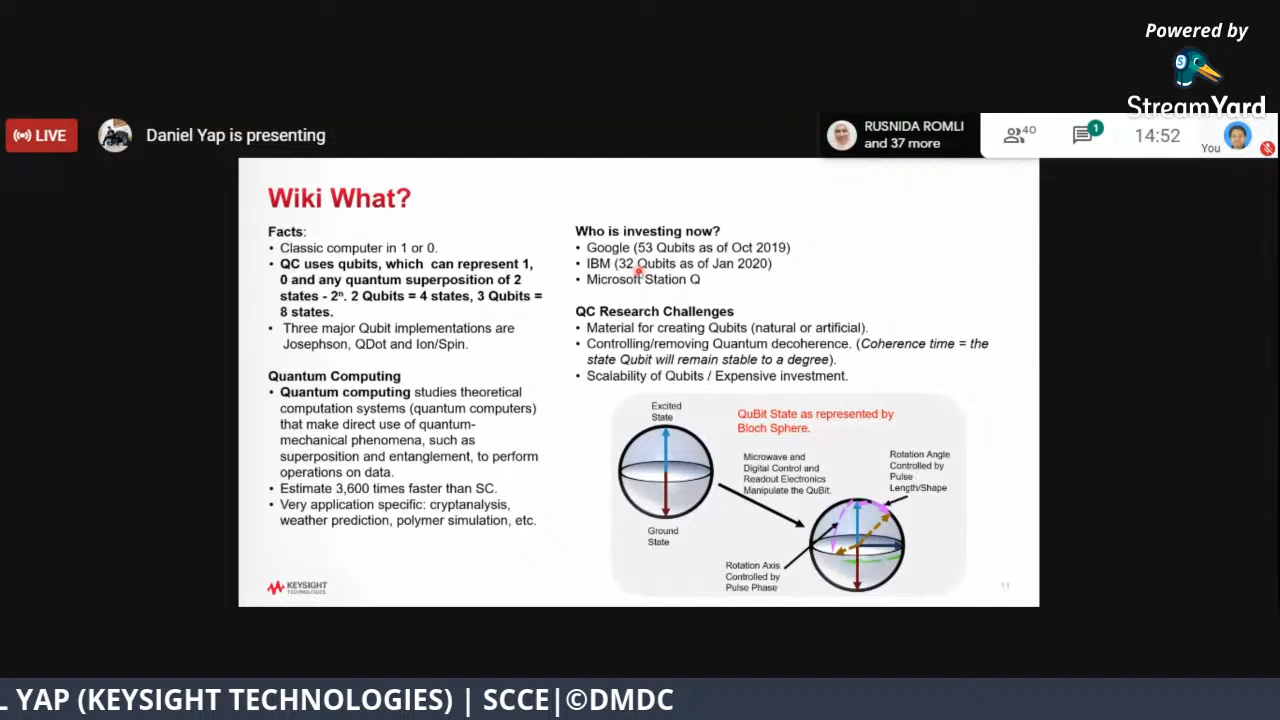 Powered by
StreamYard
LIVE
Daniel Yap is presenting
RUSNIDA ROMLI
and 37 more
40
1
14:52
You
Wiki What?
Facts:
• Classic computer in 1 or 0.
• QC uses qubits, which can represent 1,
0 and any quantum superposition of 2
states - 2ⁿ. 2 Qubits = 4 states, 3 Qubits =
8 states.
• Three major Qubit implementations are
Josephson, QDot and Ion/Spin.
Quantum Computing
• Quantum computing studies theoretical
computation systems (quantum computers)
that make direct use of quantum-
mechanical phenomena, such as
superposition and entanglement, to perform
operations on data.
• Estimate 3,600 times faster than SC.
• Very application specific: cryptanalysis,
weather prediction, polymer simulation, etc.
Who is investing now?
• Google (53 Qubits as of Oct 2019)
• IBM (32 Qubits as of Jan 2020)
• Microsoft Station Q
QC Research Challenges
• Material for creating Qubits (natural or artificial).
• Controlling/removing Quantum decoherence. (Coherence time = the
state Qubit will remain stable to a degree).
• Scalability of Qubits / Expensive investment.
Excited
State
QuBit State as represented by
Bloch Sphere.
Microwave and
Digital Control and
Readout Electronics
Manipulate the QuBit.
Rotation Angle
Controlled by
Pulse
Length/Shape
Ground
State
Rotation Axis
Controlled by
Pulse Phase
KEYSIGHT
TECHNOLOGIES
11
L YAP (KEYSIGHT TECHNOLOGIES) | SCCE|©DMDC